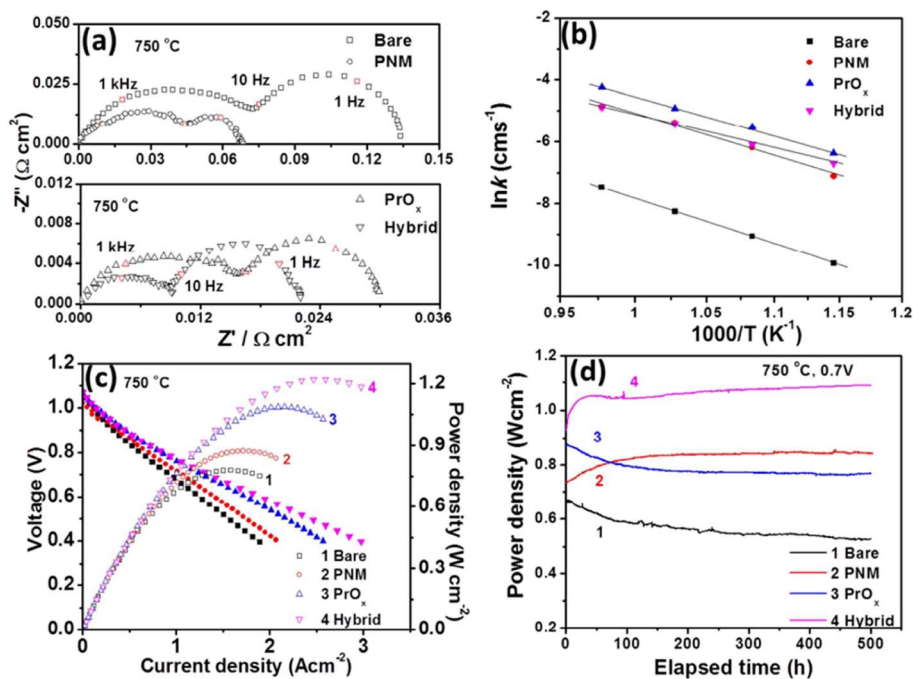 (a)
750 °C
□ Bare
○ PNM
1 kHz
10 Hz
1 Hz
0.050
0.025
0.000
0.00
0.03
0.06
0.09
0.12
0.15
-Z" (Ω cm²)
750 °C
△ PrOₓ
▽ Hybrid
1 kHz
10 Hz
1 Hz
0.012
0.008
0.004
0.000
0.000
0.012
0.024
0.036
Z' / Ω cm²
(b)
Bare
PNM
PrOₓ
Hybrid
lnk (cms⁻¹)
-2
-4
-6
-8
-10
0.95
1
1.05
1.1
1.15
1.2
1000/T (K⁻¹)
(c)
750 °C
4
3
2
1
1 Bare
2 PNM
3 PrOₓ
4 Hybrid
Voltage (V)
1.2
1.0
0.8
0.6
0.4
0.2
0.0
0
1
2
3
Current density (Acm⁻²)
1.2
0.9
0.6
0.3
0.0
Power density (W cm⁻²)
(d)
750 °C, 0.7V
4
3
2
1
1 Bare
2 PNM
3 PrOₓ
4 Hybrid
Power density (Wcm⁻²)
1.2
1.0
0.8
0.6
0.4
0.2
0
100
200
300
400
500
Elapsed time (h)